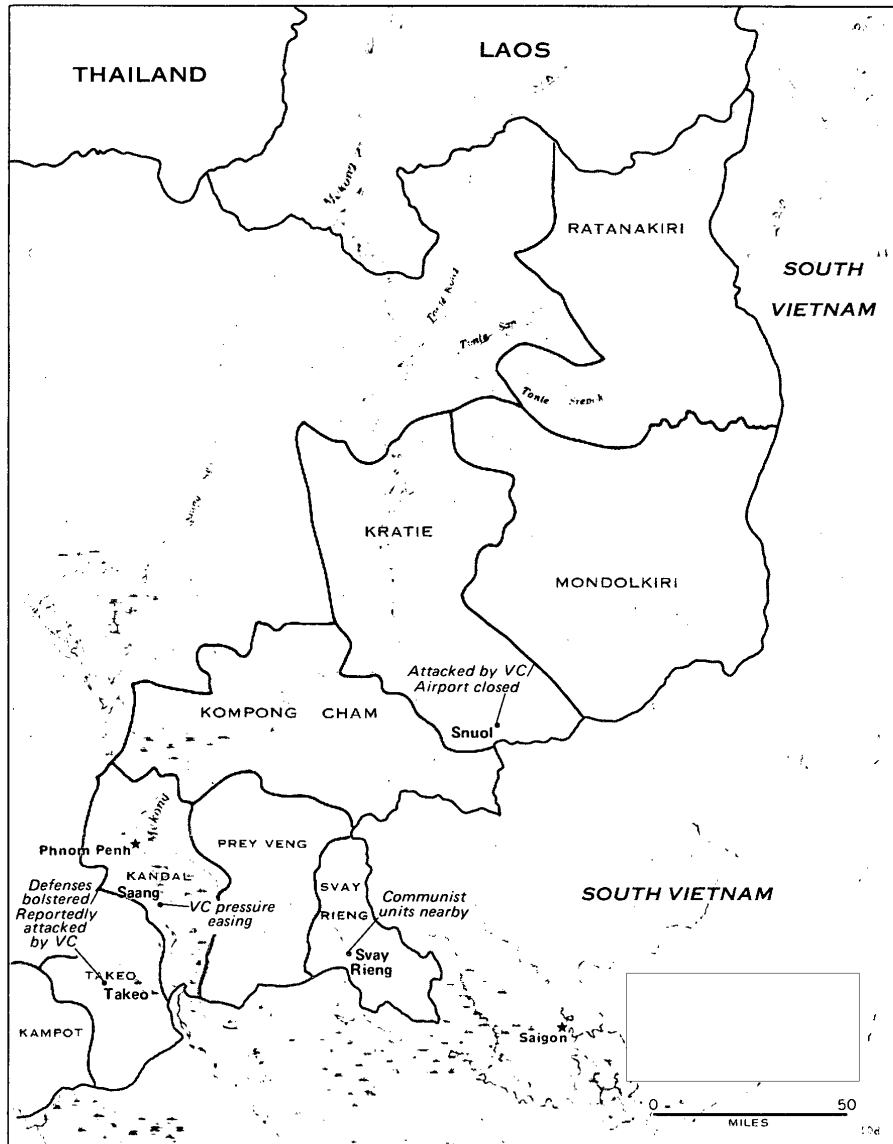 LAOS
THAILAND
Mekong
RATANAKIRI
SOUTH
VIETNAM
Tonle Kong
Tonle San
Tonle Srepok
KRATIE
MONDOLKIRI
Attacked by VC/
Airport closed
KOMPONG CHAM
Snuol
Mekong
PREY VENG
Phnom Penh
KANDAL
SVAY
RIENG
Defenses
bolstered
Reportedly
attacked
by VC
Saang
VC pressure
easing
Communist
units nearby
SOUTH VIETNAM
Svay
Rieng
TAKEO
Takeo
KAMPOT
Saigon
0 50
MILES